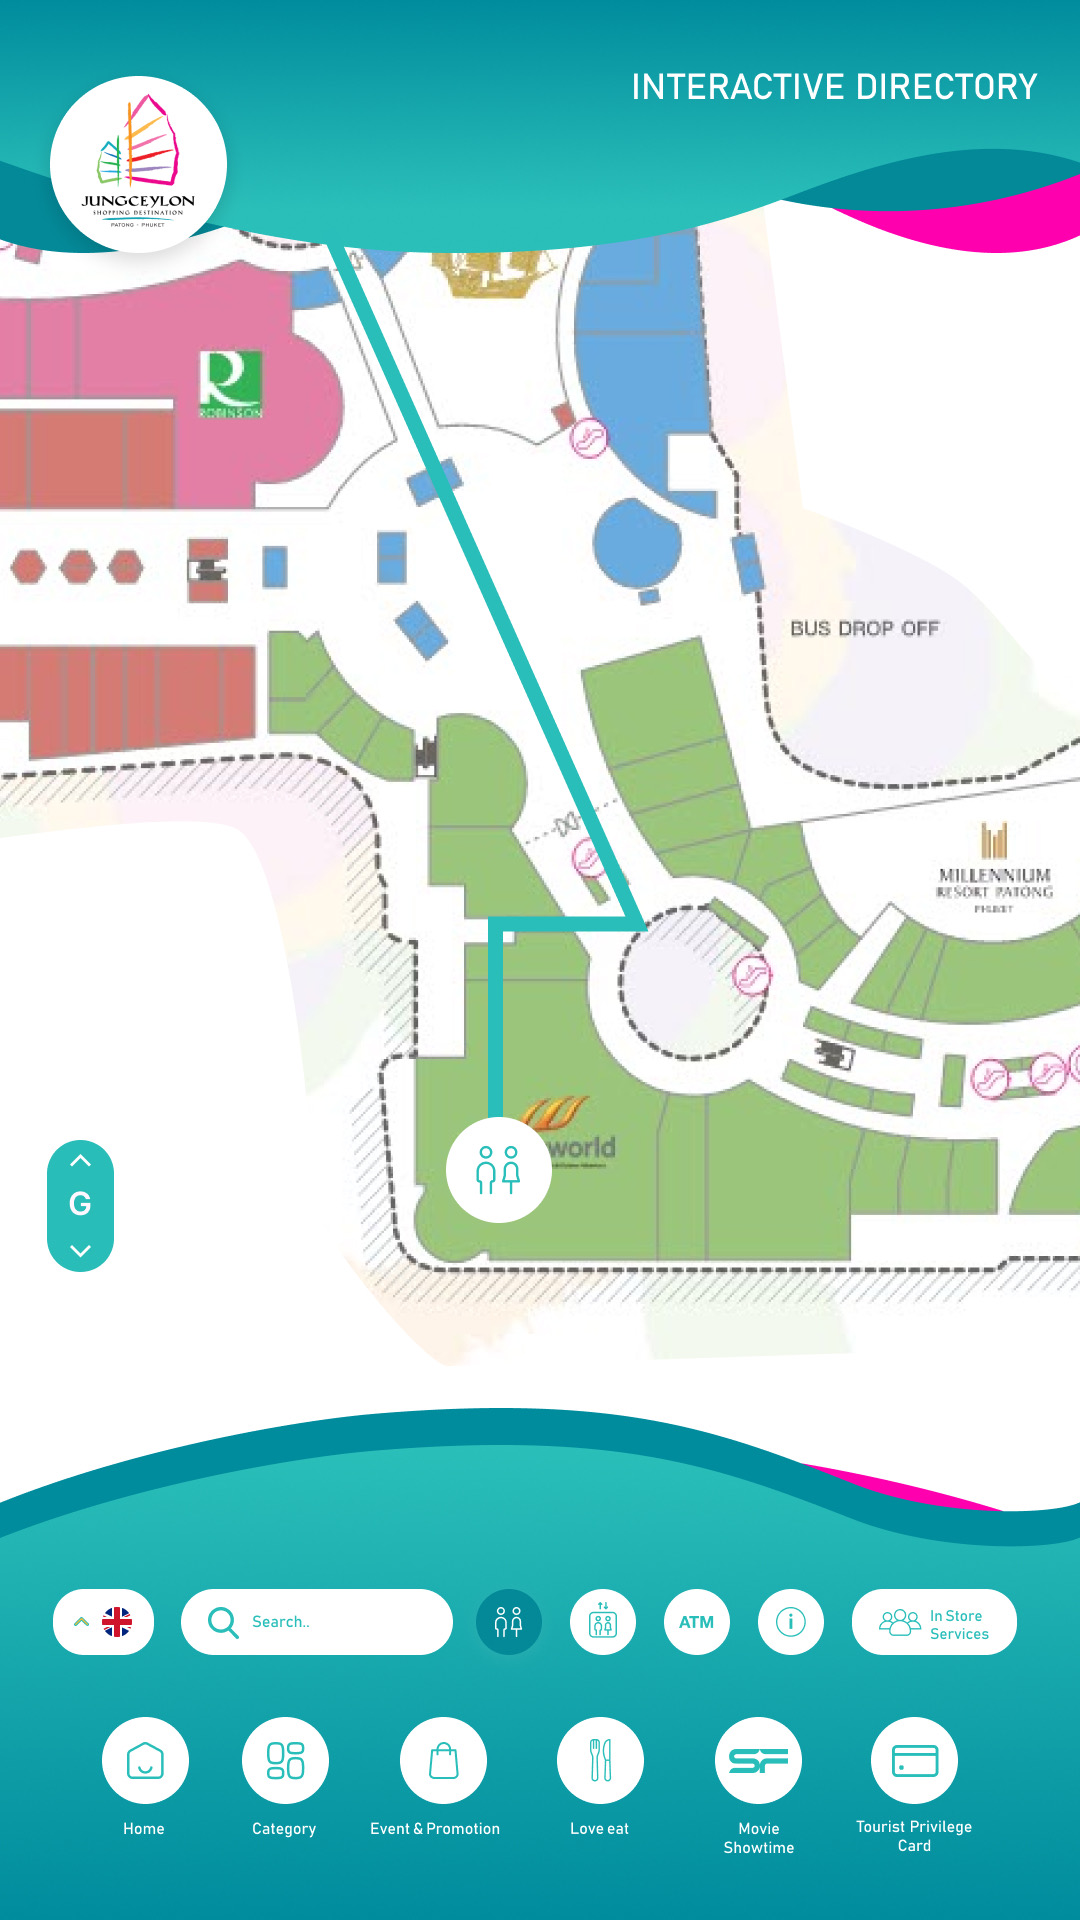 INTERACTIVE DIRECTORY
JUNGCEYLON
SHOPPING DESTINATION
PATONG - PHUKET
R
ROBINSON
BUS DROP OFF
MILLENNIUM
RESORT PATONG
PHUKET
world
G
Search..
ATM
i
In Store
Services
SF
Home
Category
Event & Promotion
Love eat
Movie
Showtime
Tourist Privilege
Card